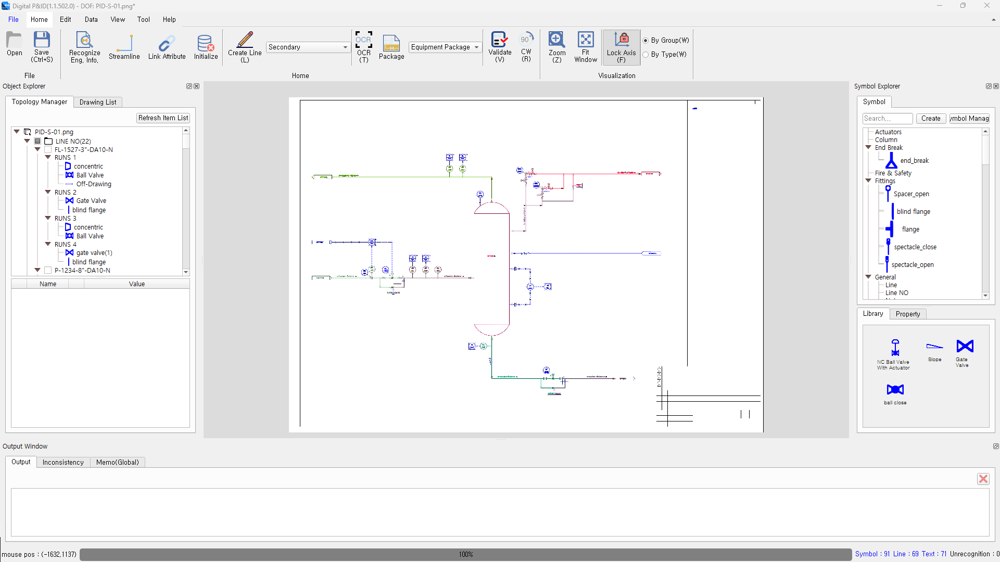 Digital P&ID(1.1.502.0) - DOF: PID-S-01.png*
File Home Edit Data View Tool Help
Open
Save
(Ctrl+S)
File
Recognize
Eng, Info,
Streamline
Link Attribute
Initialize
Create Line
(L)
Secondary
OCR
OCR
(T)
Package
Equipment Package
Home
Validate
(V)
90°
CW
(R)
Zoom
(Z)
Fit
Window
Lock Axis
(F)
By Group(W)
By Type(W)
Visualization
Object Explorer
Topology Manager
Drawing List
Refresh Item List
PID-S-01.png
LINE NO(22)
FL-1527-3"-DA10-N
RUNS 1
concentric
Ball Valve
Off-Drawing
RUNS 2
Gate Valve
blind flange
RUNS 3
concentric
Ball Valve
RUNS 4
gate valve(1)
blind flange
P-1234-8"-DA10-N
Name Value
Symbol Explorer
Symbol
Search...
Create
ymbol Manag
Actuators
Column
End Break
end_break
Fire & Safety
Fittings
Spacer_open
blind flange
flange
spectacle_close
spectacle_open
General
Line
Line NO
Library
Property
NC Ball Valve
With Actuator
Slope
Gate
Valve
ball close
Output Window
Output
Inconsistency
Memo(Global)
mouse pos : (-1632,1137)
100%
Symbol : 91 Line : 69 Text : 71 Unrecognition : 0